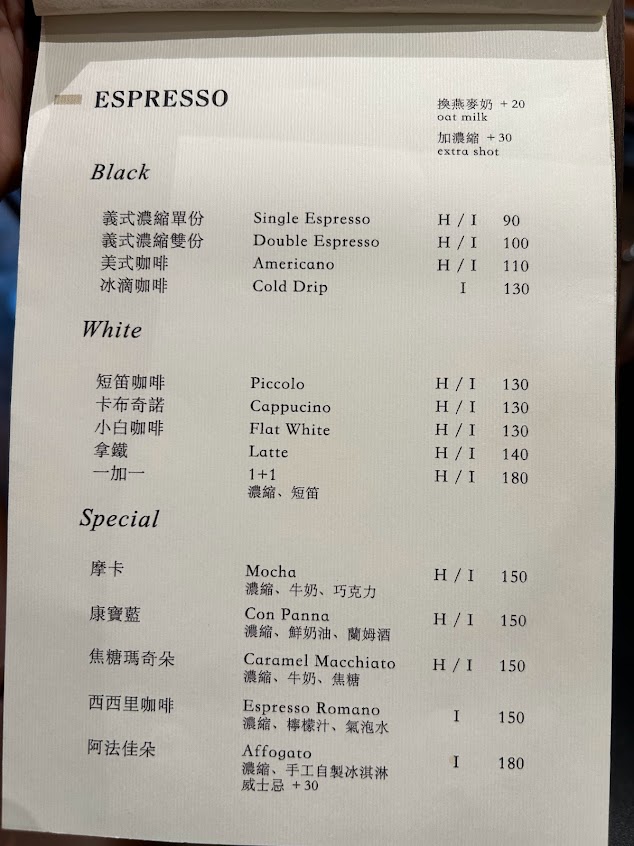 ESPRESSO
換燕麥奶 +20
oat milk
加濃縮 +30
extra shot
Black
義式濃縮單份 Single Espresso H / I 90
義式濃縮雙份 Double Espresso H / I 100
美式咖啡 Americano H / I 110
冰滴咖啡 Cold Drip I 130
White
短笛咖啡 Piccolo H / I 130
卡布奇諾 Cappucino H / I 130
小白咖啡 Flat White H / I 130
拿鐵 Latte H / I 140
一加一 1+1 H / I 180
濃縮、短笛
Special
摩卡 Mocha H / I 150
濃縮、牛奶、巧克力
康寶藍 Con Panna H / I 150
濃縮、鮮奶油、蘭姆酒
焦糖瑪奇朵 Caramel Macchiato H / I 150
濃縮、牛奶、焦糖
西西里咖啡 Espresso Romano I 150
濃縮、檸檬汁、氣泡水
阿法佳朵 Affogato I 180
濃縮、手工自製冰淇淋
威士忌 +30